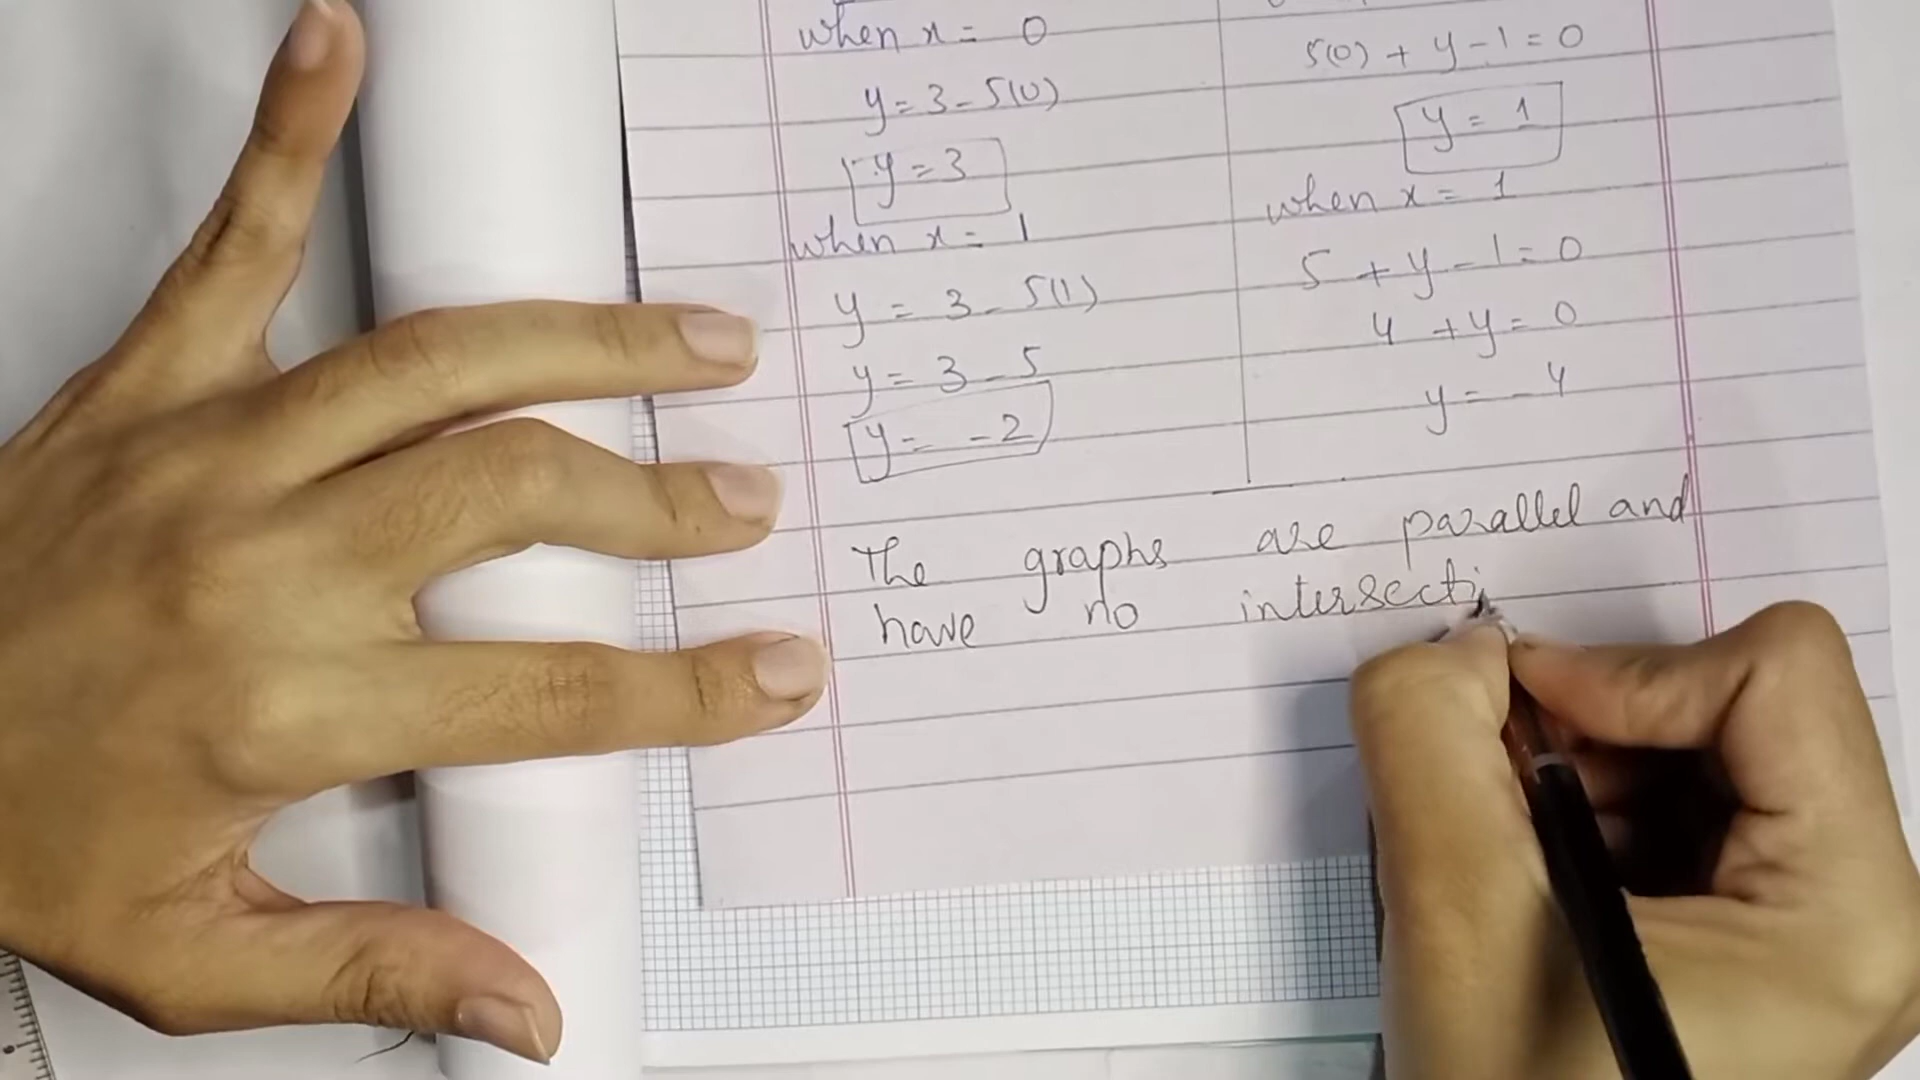 when x = 0
y = 3 - 5(0)
y = 3
when x = 1
y = 3 - 5(1)
y = 3 - 5
y = - 2
5(0) + y - 1 = 0
y = 1
when x = 1
5 + y - 1 = 0
4 + y = 0
y = - 4
The graphs are parallel and
have no intersecti